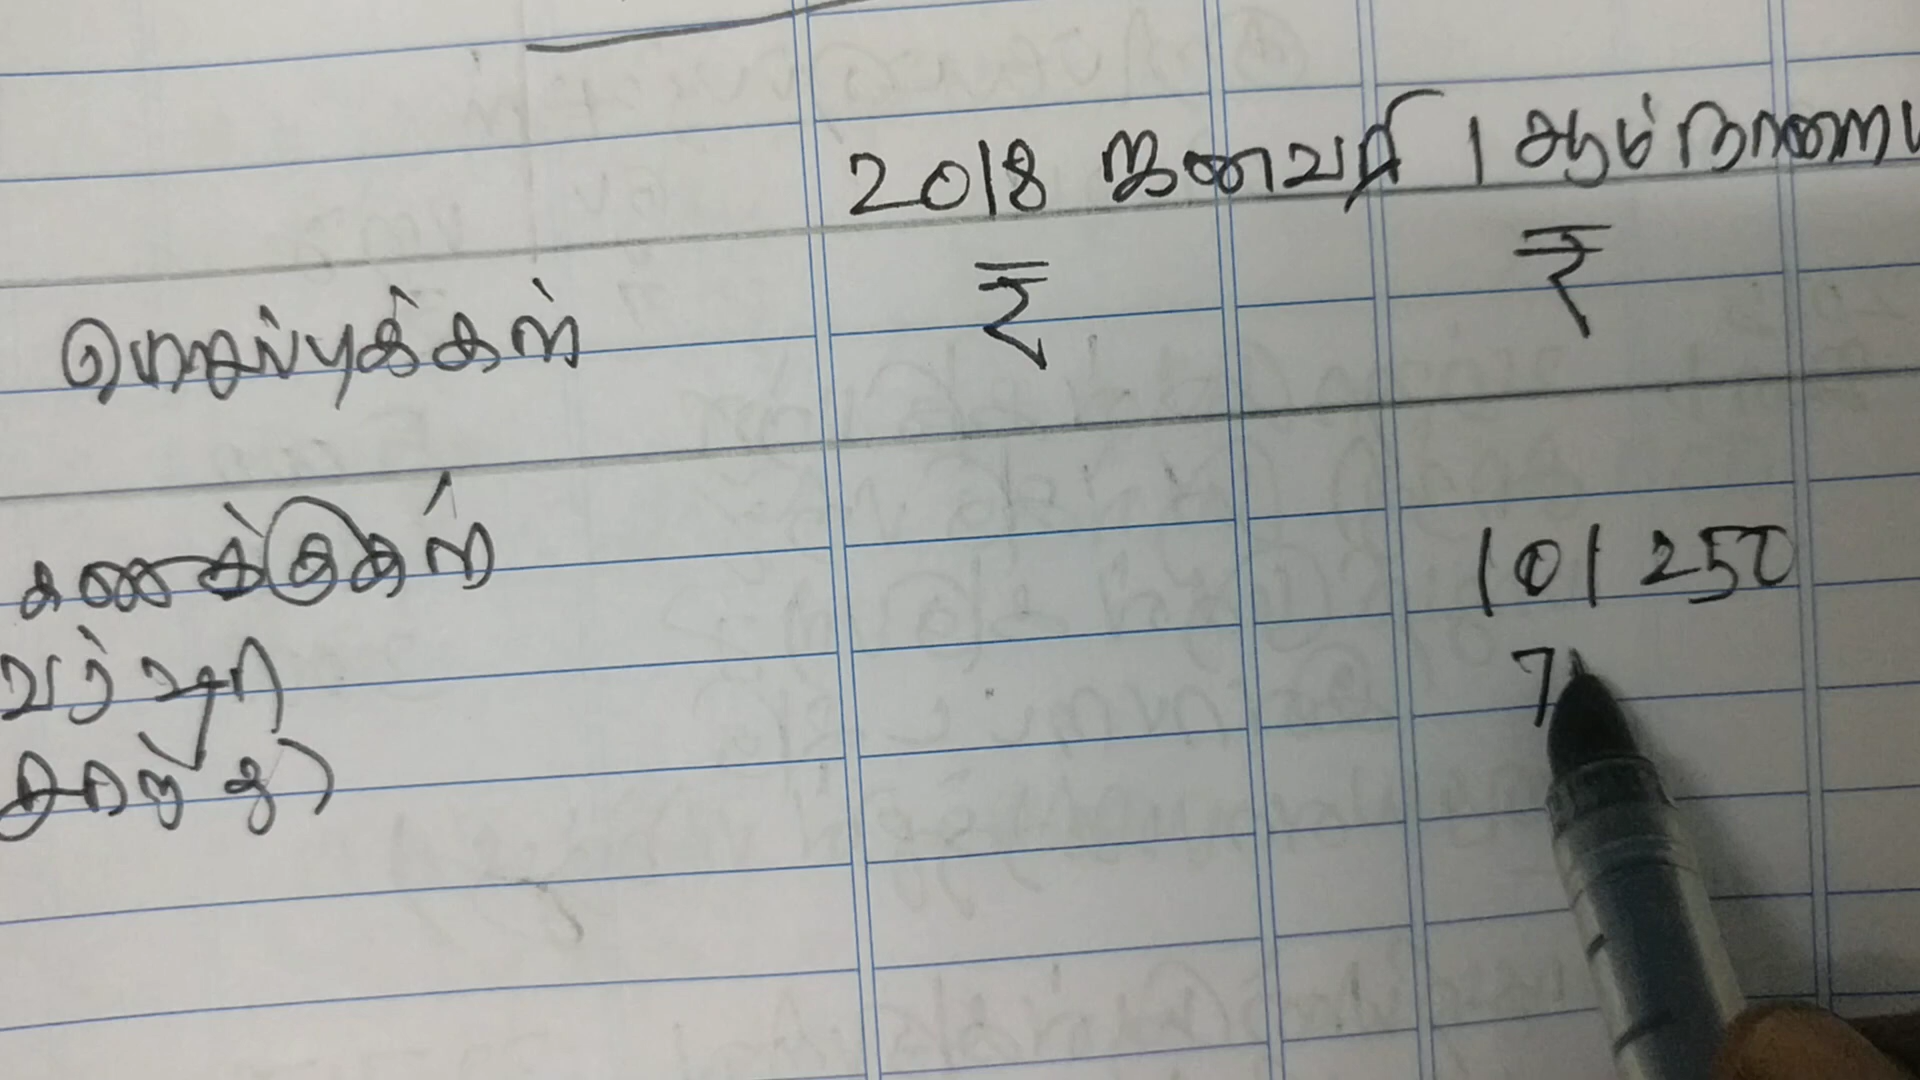 2018 ஜனவரி 1 ஆம்
₹ ₹
பொறுப்புக்கள்
கணக்குகள் 101250
7